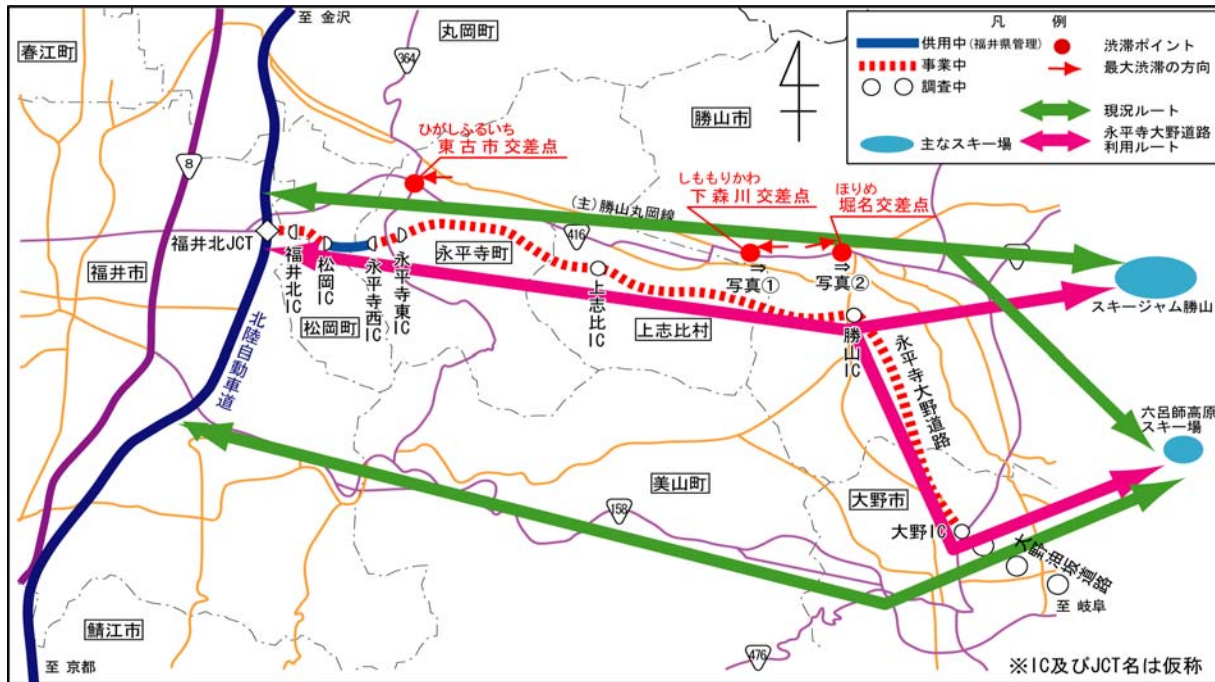 至 金沢
丸岡町
春江町
364
凡 例
供用中(福井県管理)
事業中
調査中
渋滞ポイント
最大渋滞の方向
現況ルート
主なスキー場
永平寺大野道路
利用ルート
勝山市
8
ひがしふるいち
東古市交差点
しももりかわ
下森川交差点
ほりめ
堀名交差点
(主)勝山丸岡線
416
福井北JCT
福井市
福井北IC
松岡IC
松岡町
永平寺西IC
永平寺東IC
永平寺町
上志比IC
上志比村
⇒
写真①
⇒
写真②
勝山IC
スキージャム勝山
北陸自動車道
永平寺大野道路
六呂師高原
スキー場
美山町
158
大野市
大野IC
大野油坂道路
至 岐阜
鯖江市
至 京都
476
※IC及びJCT名は仮称